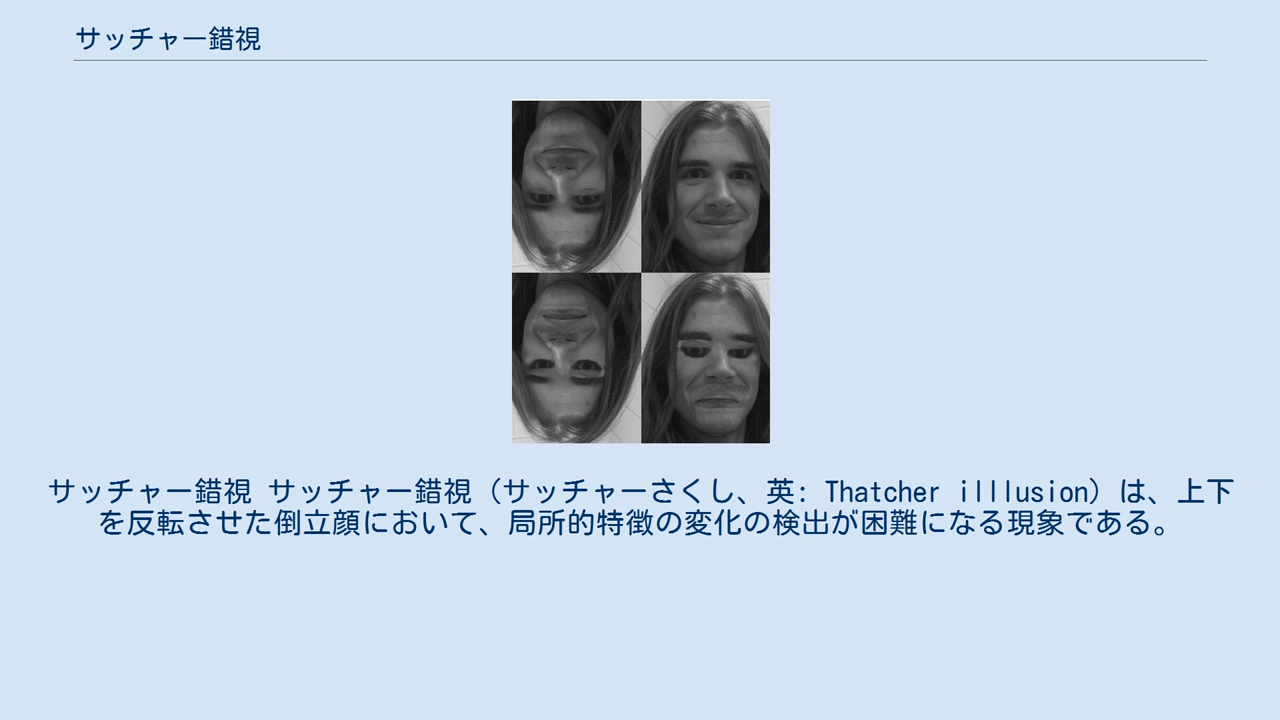 サッチャー錯視
サッチャー錯視 サッチャー錯視（サッチャーさくし、英: Thatcher illlusion）は、上下
を反転させた倒立顔において、局所的特徴の変化の検出が困難になる現象である。